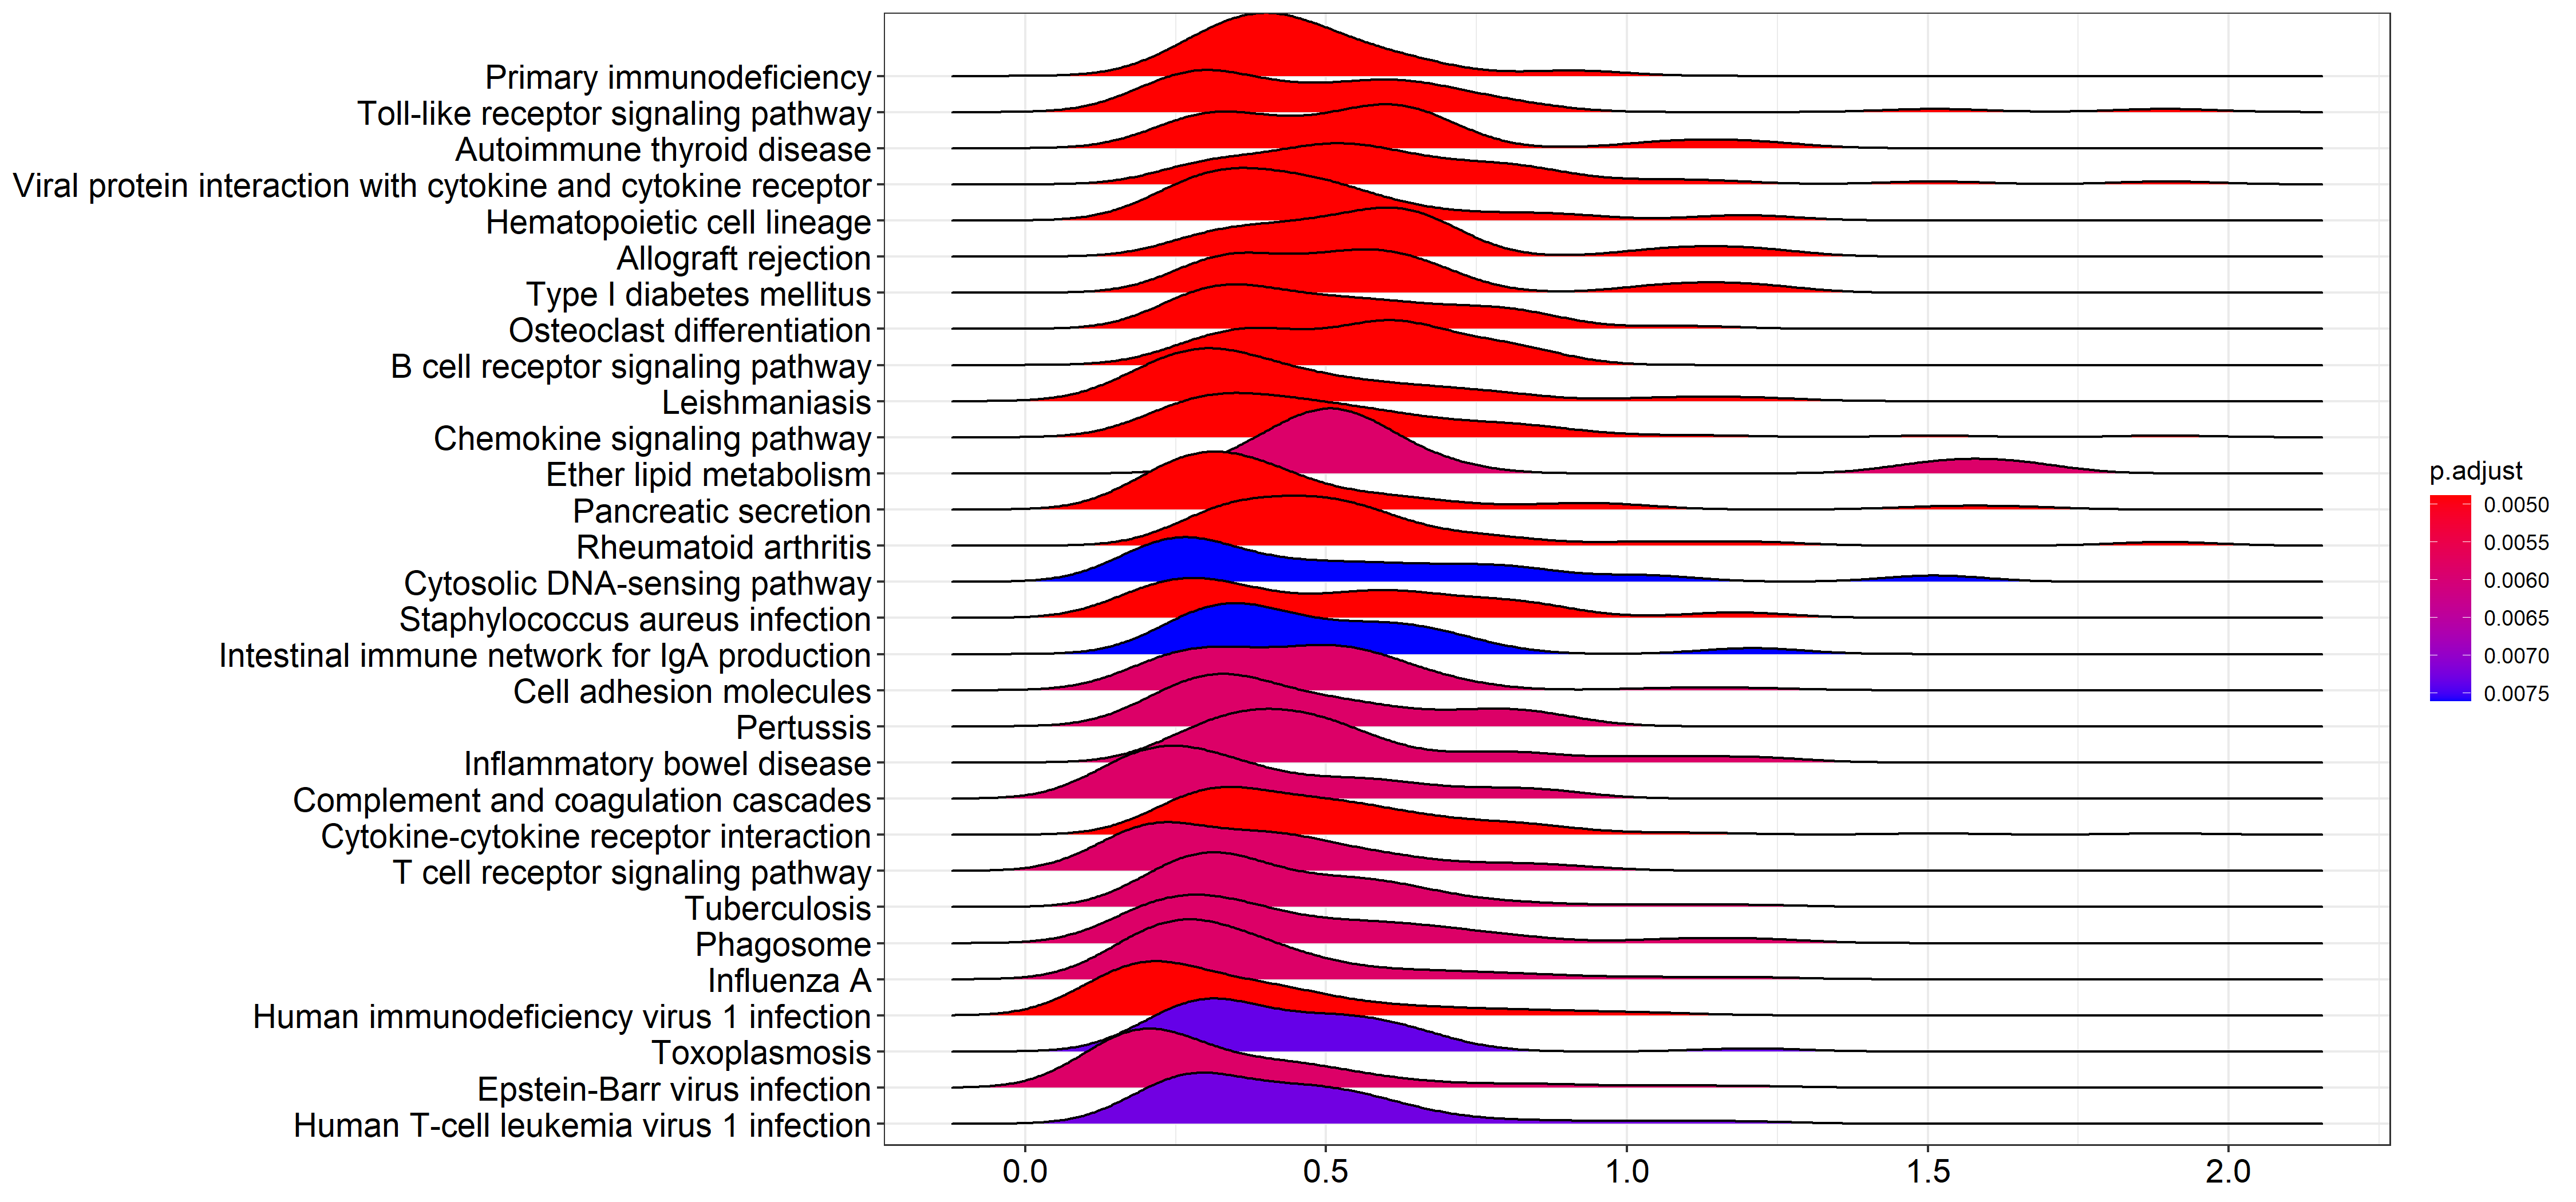 Primary immunodeficiency
Toll-like receptor signaling pathway
Autoimmune thyroid disease
Viral protein interaction with cytokine and cytokine receptor
Hematopoietic cell lineage
Allograft rejection
Type I diabetes mellitus
Osteoclast differentiation
B cell receptor signaling pathway
Leishmaniasis
Chemokine signaling pathway
Ether lipid metabolism
Pancreatic secretion
Rheumatoid arthritis
Cytosolic DNA-sensing pathway
Staphylococcus aureus infection
Intestinal immune network for IgA production
Cell adhesion molecules
Pertussis
Inflammatory bowel disease
Complement and coagulation cascades
Cytokine-cytokine receptor interaction
T cell receptor signaling pathway
Tuberculosis
Phagosome
Influenza A
Human immunodeficiency virus 1 infection
Toxoplasmosis
Epstein-Barr virus infection
Human T-cell leukemia virus 1 infection
0.0 0.5 1.0 1.5 2.0
p.adjust
0.0050
0.0055
0.0060
0.0065
0.0070
0.0075